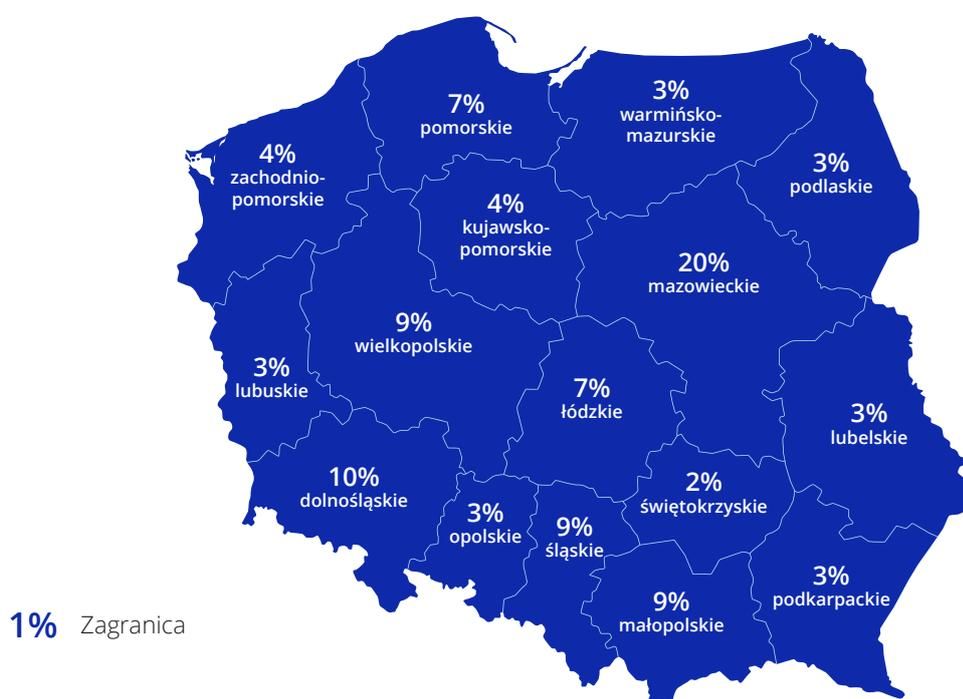 7%
pomorskie
3%
warmińsko-
mazurskie
4%
zachodnio-
pomorskie
3%
podlaskie
4%
kujawsko-
pomorskie
20%
mazowieckie
9%
wielkopolskie
3%
lubuskie
7%
łódzkie
3%
lubelskie
10%
dolnośląskie
2%
świętokrzyskie
3%
opolskie
9%
śląskie
3%
podkarpackie
9%
małopolskie
1% Zagranica